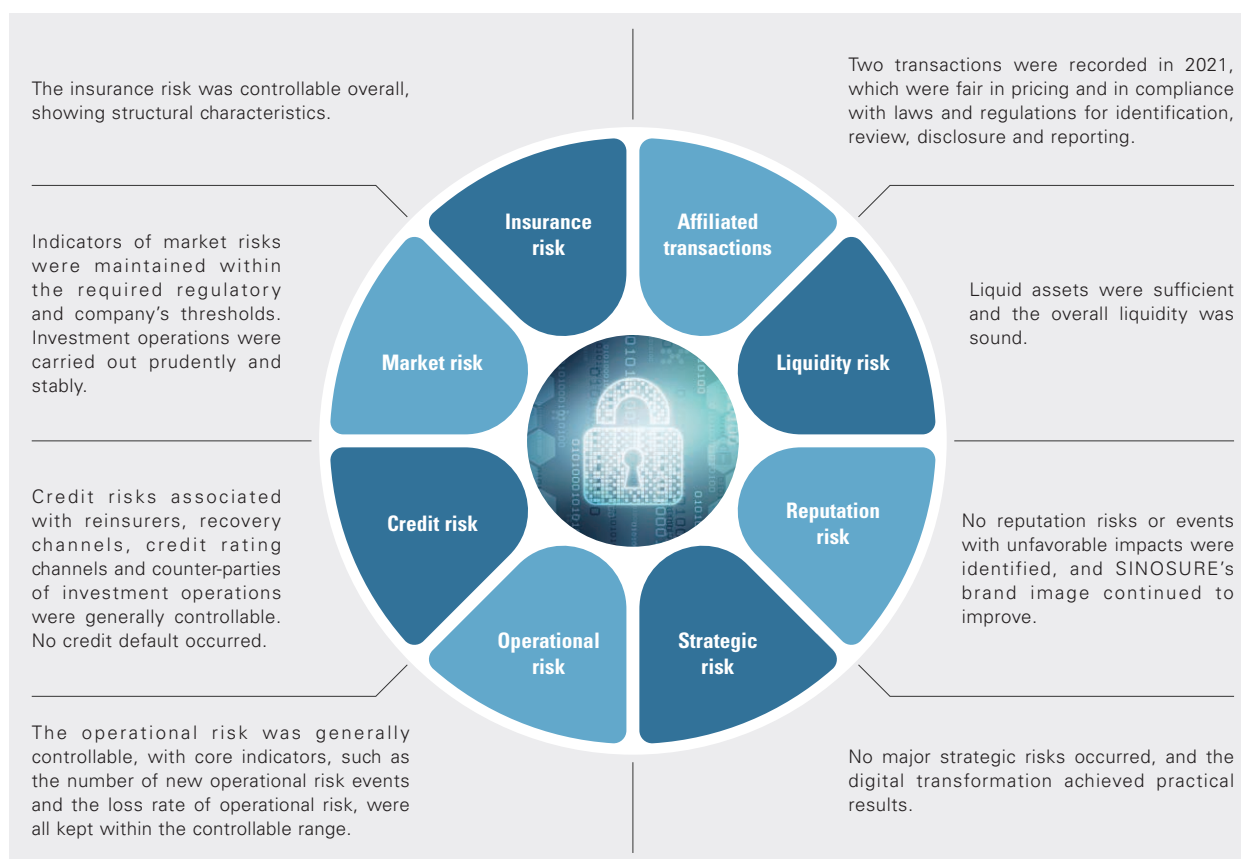 The insurance risk was controllable overall,
showing structural characteristics.
Two transactions were recorded in 2021,
which were fair in pricing and in compliance
with laws and regulations for identification,
review, disclosure and reporting.
Insurance
risk
Affiliated
transactions
Indicators of market risks
were maintained within
the required regulatory
and company's thresholds.
Investment operations were
carried out prudently and
stably.
Market risk
Liquidity risk
Liquid assets were sufficient
and the overall liquidity was
sound.
Credit risks associated
with reinsurers, recovery
channels, credit rating
channels and counter-parties
of investment operations
were generally controllable.
No credit default occurred.
Credit risk
Reputation
risk
No reputation risks or events
with unfavorable impacts were
identified, and SINOSURE's
brand image continued to
improve.
Operational
risk
Strategic
risk
The operational risk was generally
controllable, with core indicators, such as
the number of new operational risk events
and the loss rate of operational risk, were
all kept within the controllable range.
No major strategic risks occurred, and the
digital transformation achieved practical
results.